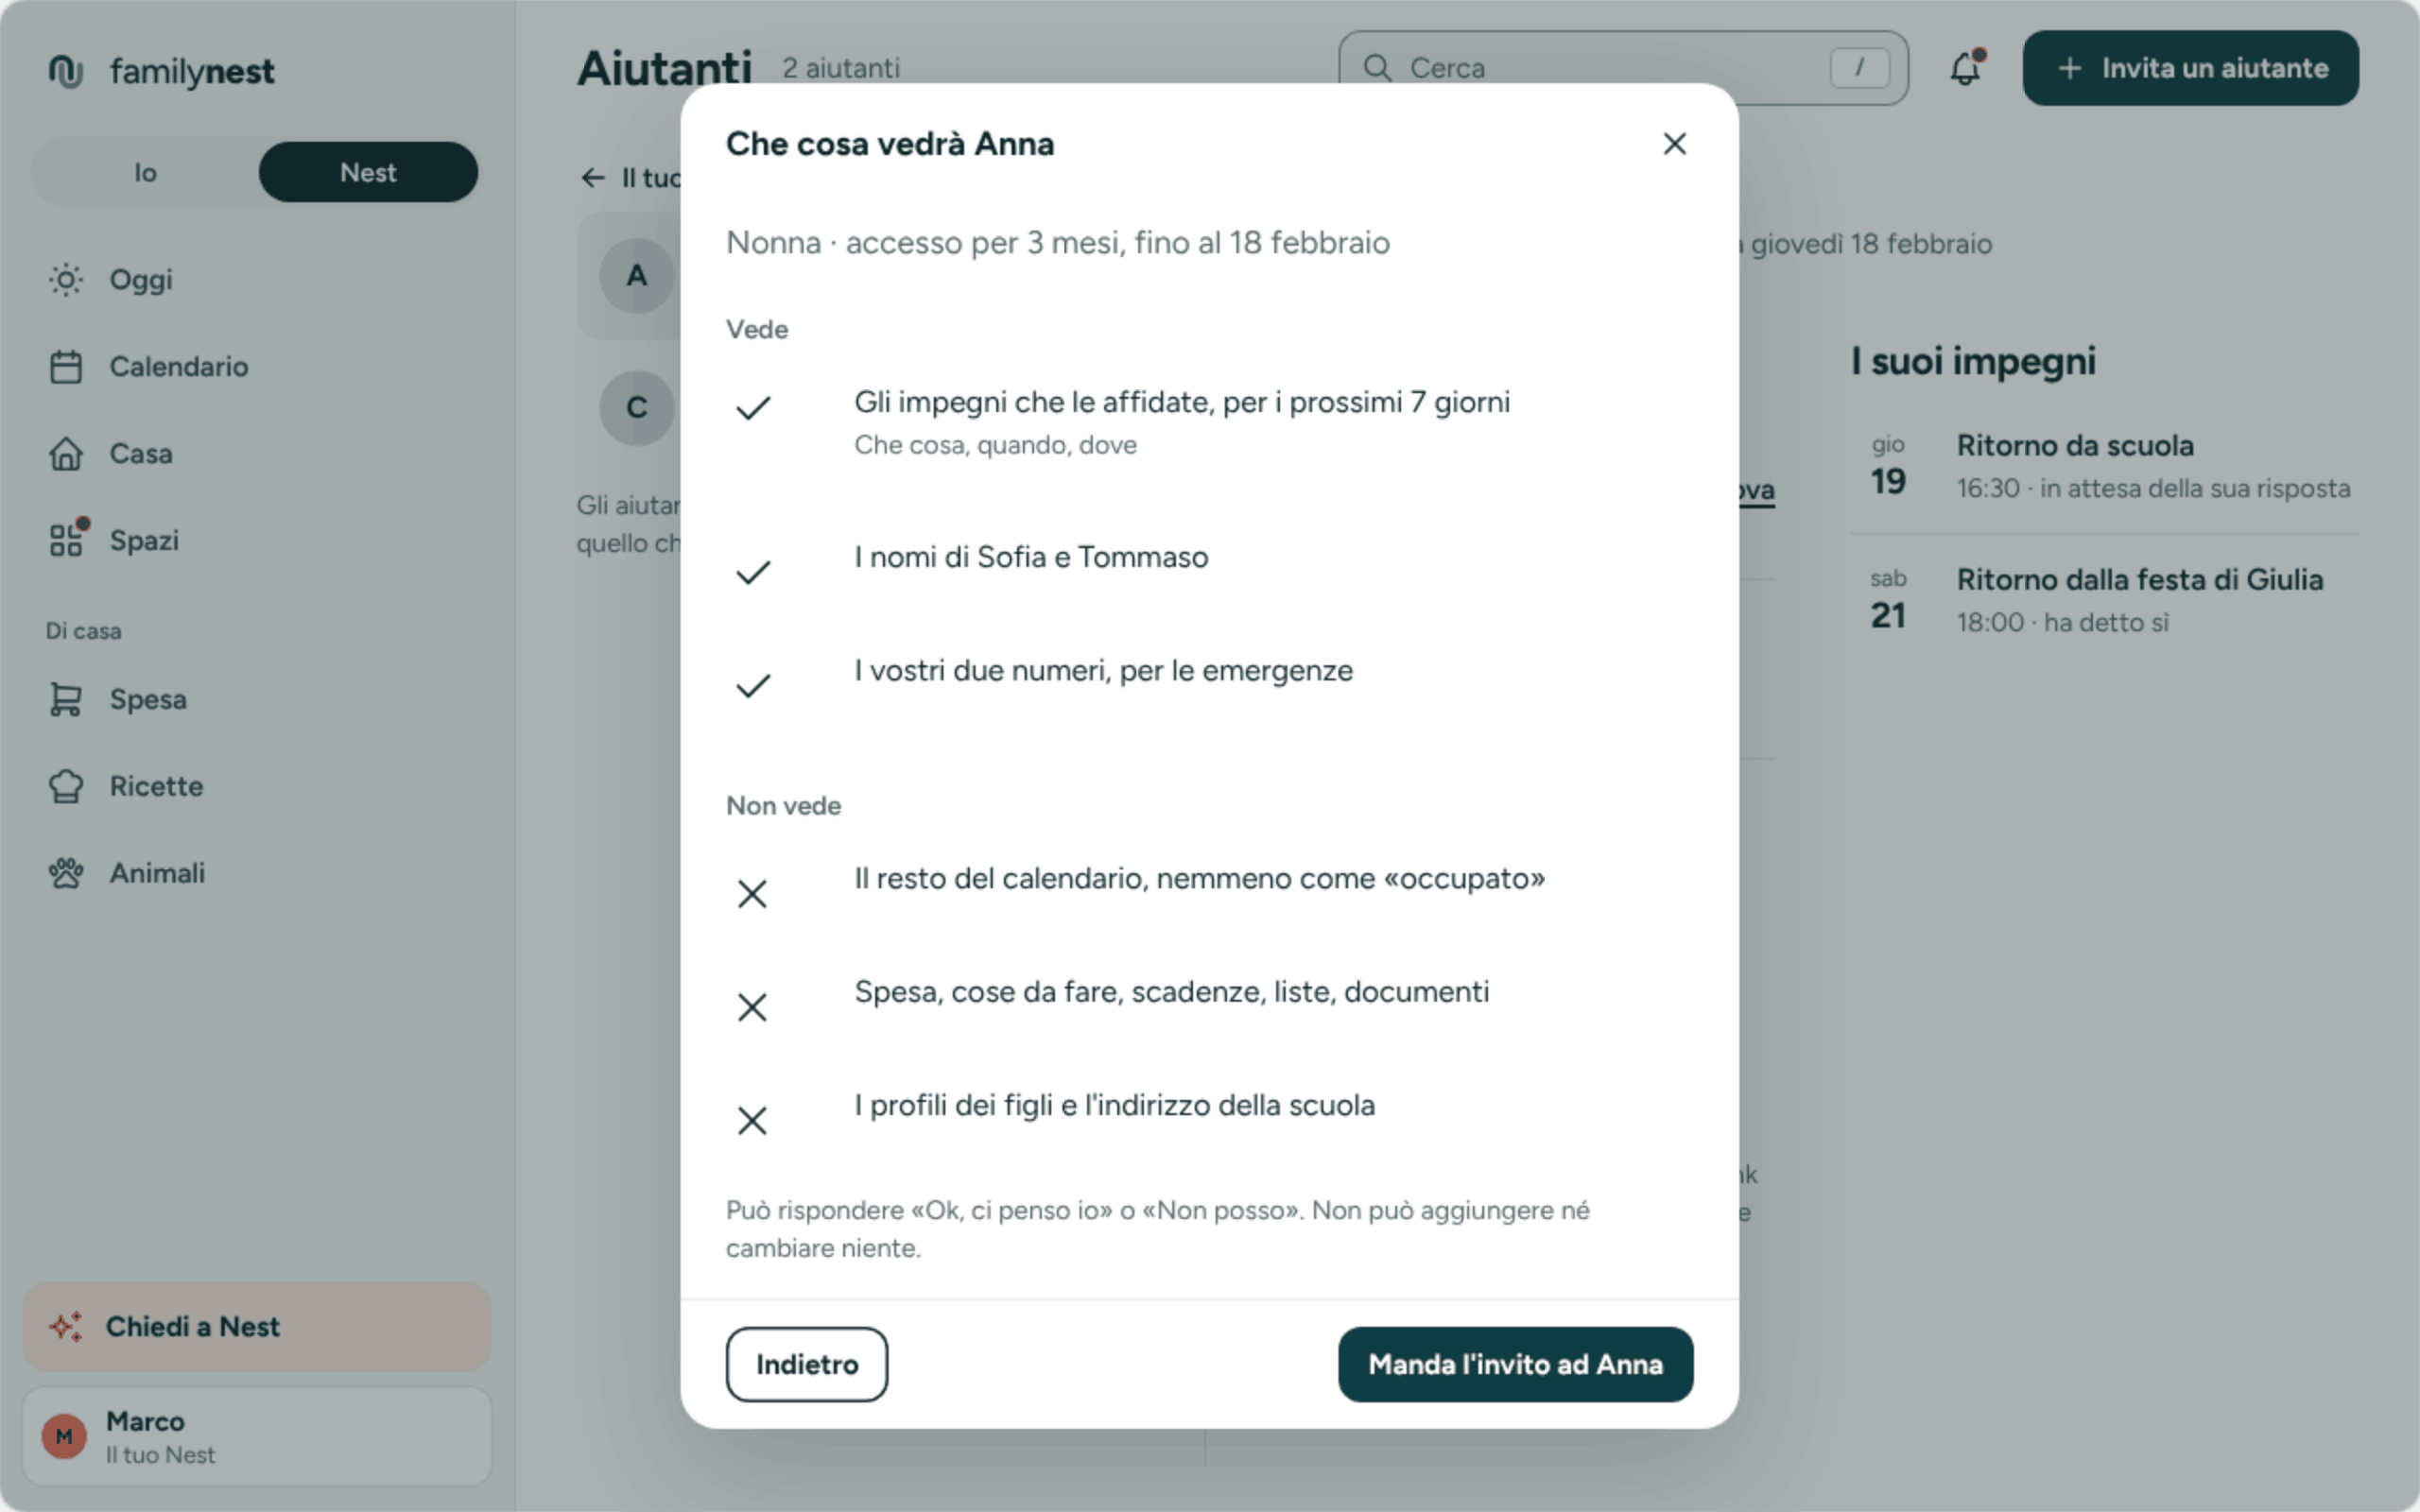 familynest
Io
Nest
Oggi
Calendario
Casa
Spazi
Di casa
Spesa
Ricette
Animali
Chiedi a Nest
M
Marco
Il tuo Nest
Aiutanti
2 aiutanti
Cerca
/
+ Invita un aiutante
Il tuo
A
C
Gli
quello
giovedì 18 febbraio
I suoi impegni
gio
19
Ritorno da scuola
16:30 · in attesa della sua risposta
sab
21
Ritorno dalla festa di Giulia
18:00 · ha detto sì
Che cosa vedrà Anna
Nonna · accesso per 3 mesi, fino al 18 febbraio
Vede
Gli impegni che le affidate, per i prossimi 7 giorni
Che cosa, quando, dove
I nomi di Sofia e Tommaso
I vostri due numeri, per le emergenze
Non vede
Il resto del calendario, nemmeno come «occupato»
Spesa, cose da fare, scadenze, liste, documenti
I profili dei figli e l'indirizzo della scuola
Può rispondere «Ok, ci penso io» o «Non posso». Non può aggiungere né
cambiare niente.
Indietro
Manda l'invito ad Anna